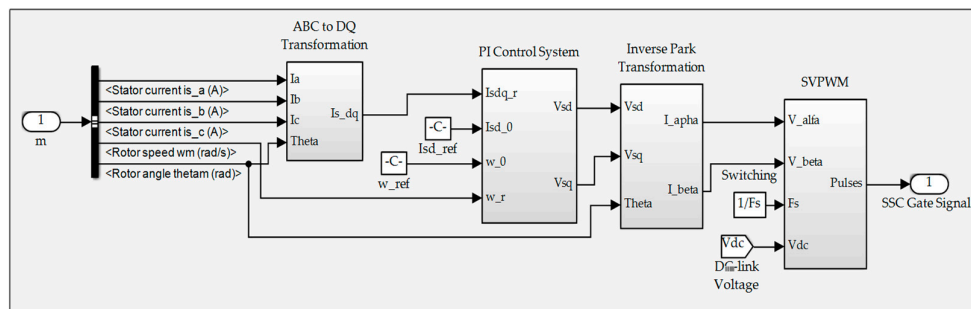 ABC to DQ
Transformation
PI Control System
Inverse Park
Transformation
SVPWM
1
m
<Stator current is_a (A)>
<Stator current is_b (A)>
<Stator current is_c (A)>
<Rotor speed wm (rad/s)>
<Rotor angle thetam (rad)>
Ia
Ib
Ic
Theta
Is_dq
-C-
Isd_ref
-C-
w_ref
Isdq_r
Isd_0
w_0
w_r
Vsd
Vsq
Vsd
Vsq
Theta
I_apha
I_beta
Switching
1/Fs
Vdc
-link
Voltage
V_alfa
V_beta
Fs
Vdc
Pulses
1
SSC Gate Signal